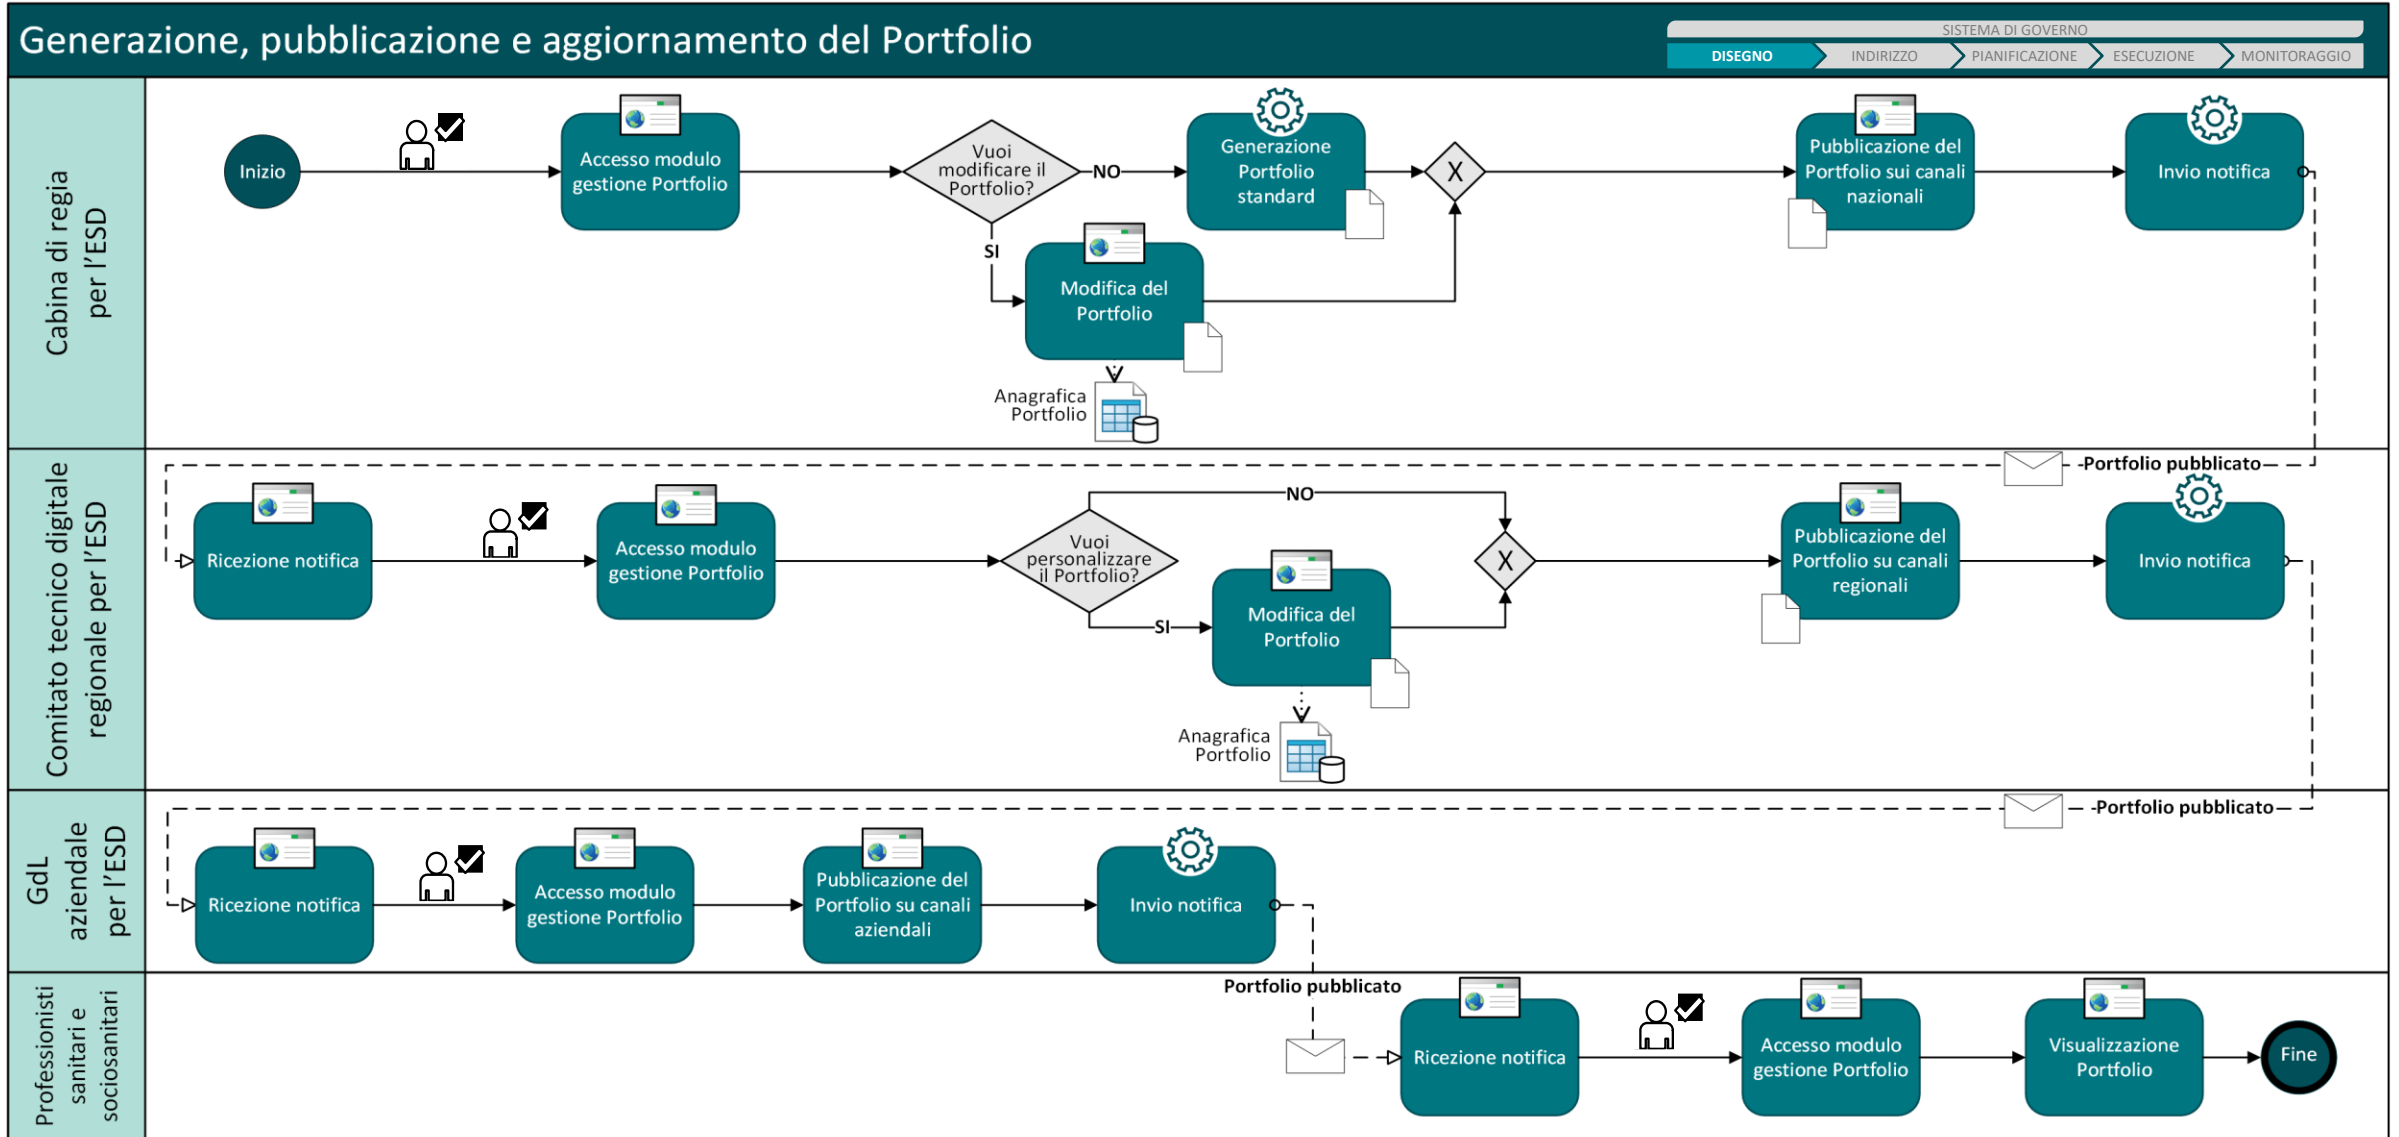 Generazione, pubblicazione e aggiornamento del Portfolio
SISTEMA DI GOVERNO
DISEGNO
INDIRIZZO
PIANIFICAZIONE
ESECUZIONE
MONITORAGGIO
Cabina di regia
per l'ESD
Inizio
Accesso modulo
gestione Portfolio
Vuoi
modificare il
Portfolio?
NO
SI
Generazione
Portfolio
standard
X
Modifica del
Portfolio
Anagrafica
Portfolio
Pubblicazione del
Portfolio sui canali
nazionali
Invio notifica
Portfolio pubblicato
Comitato tecnico digitale
regionale per l'ESD
Ricezione notifica
Accesso modulo
gestione Portfolio
Vuoi
personalizzare
il Portfolio?
NO
SI
Modifica del
Portfolio
Anagrafica
Portfolio
X
Pubblicazione del
Portfolio su canali
regionali
Invio notifica
Portfolio pubblicato
GdL
aziendale
per l'ESD
Ricezione notifica
Accesso modulo
gestione Portfolio
Pubblicazione del
Portfolio su canali
aziendali
Invio notifica
Portfolio pubblicato
Professionisti
sanitari e
sociosanitari
Ricezione notifica
Accesso modulo
gestione Portfolio
Visualizzazione
Portfolio
Fine